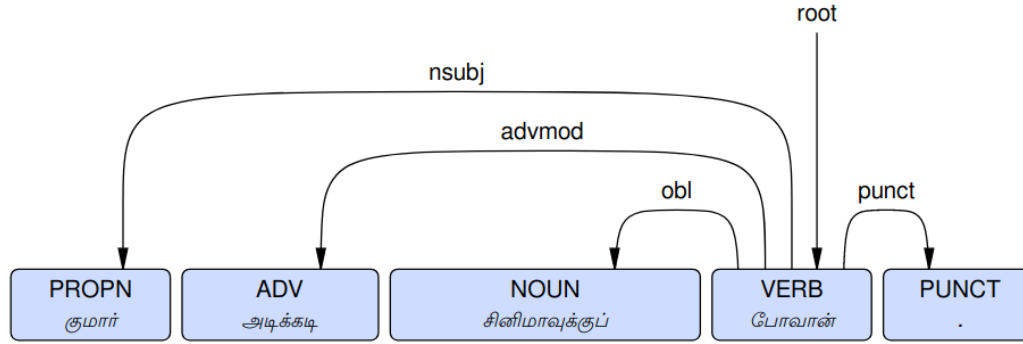 root
nsubj
advmod
obl punct
PROPN ADV NOUN VERB PUNCT
குமார் அடிக்கடி சினிமாவுக்குப் போவான் .